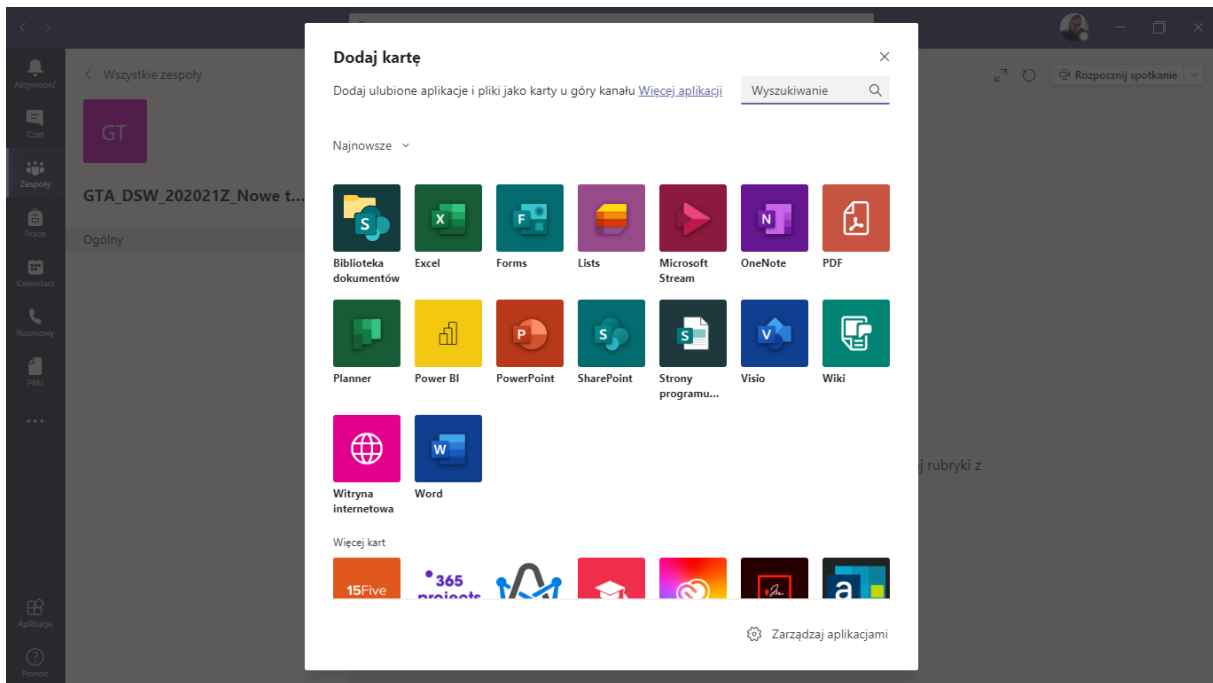 Aktywność
Czat
Zespoły
Prace
Kalendarz
Rozmowy
Pliki
Aplikacje
Pomoc
Wszystkie zespoły
GT
GTA_DSW_202021Z_Nowe t...
Ogólny
Rozpocznij spotkanie
j rubryki z
Dodaj kartę
Dodaj ulubione aplikacje i pliki jako karty u góry kanału Więcej aplikacji
Wyszukiwanie
Najnowsze
Biblioteka
dokumentów
Excel
Forms
Lists
Microsoft
Stream
OneNote
PDF
Planner
Power BI
PowerPoint
SharePoint
Strony
programu...
Visio
Wiki
Witryna
internetowa
Word
Więcej kart
15Five
365
projects
a
Zarządzaj aplikacjami